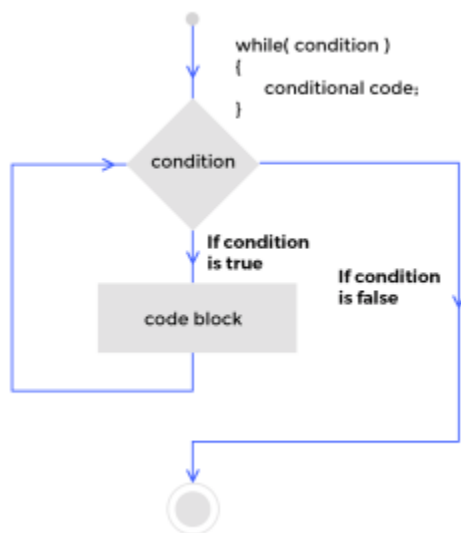 while( condition )
{
conditional code;
}
condition
If condition
is true
If condition
is false
code block